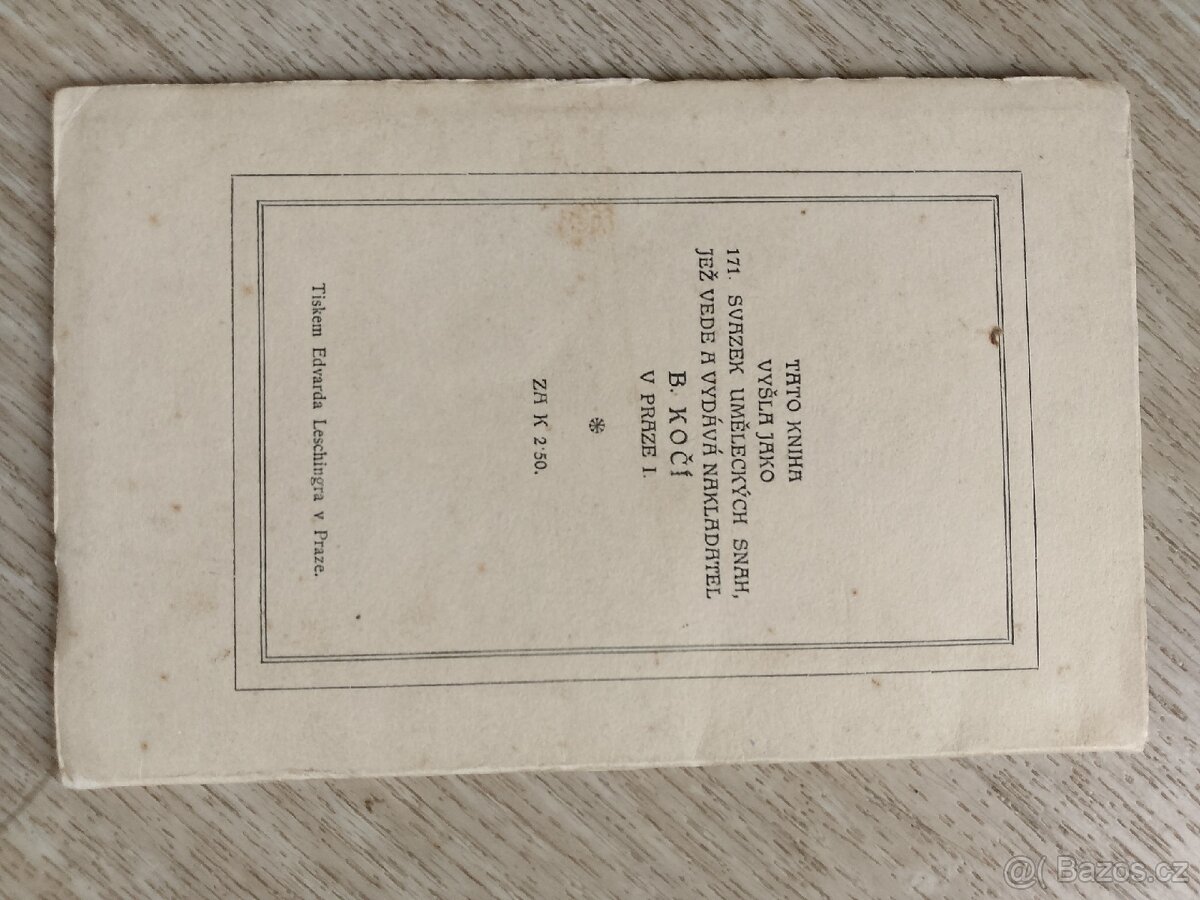 TATO KNIHA
VYŠLA JAKO
171. SVAZEK UMĚLECKÝCH SNAH,
JEŽ VEDE A VYDÁVÁ NAKLADATEL
B. KOČÍ
V PRAZE I.
ZA K 2·50.
Tiskem Edvarda Leschingra v Praze.
@( Bazos.cz